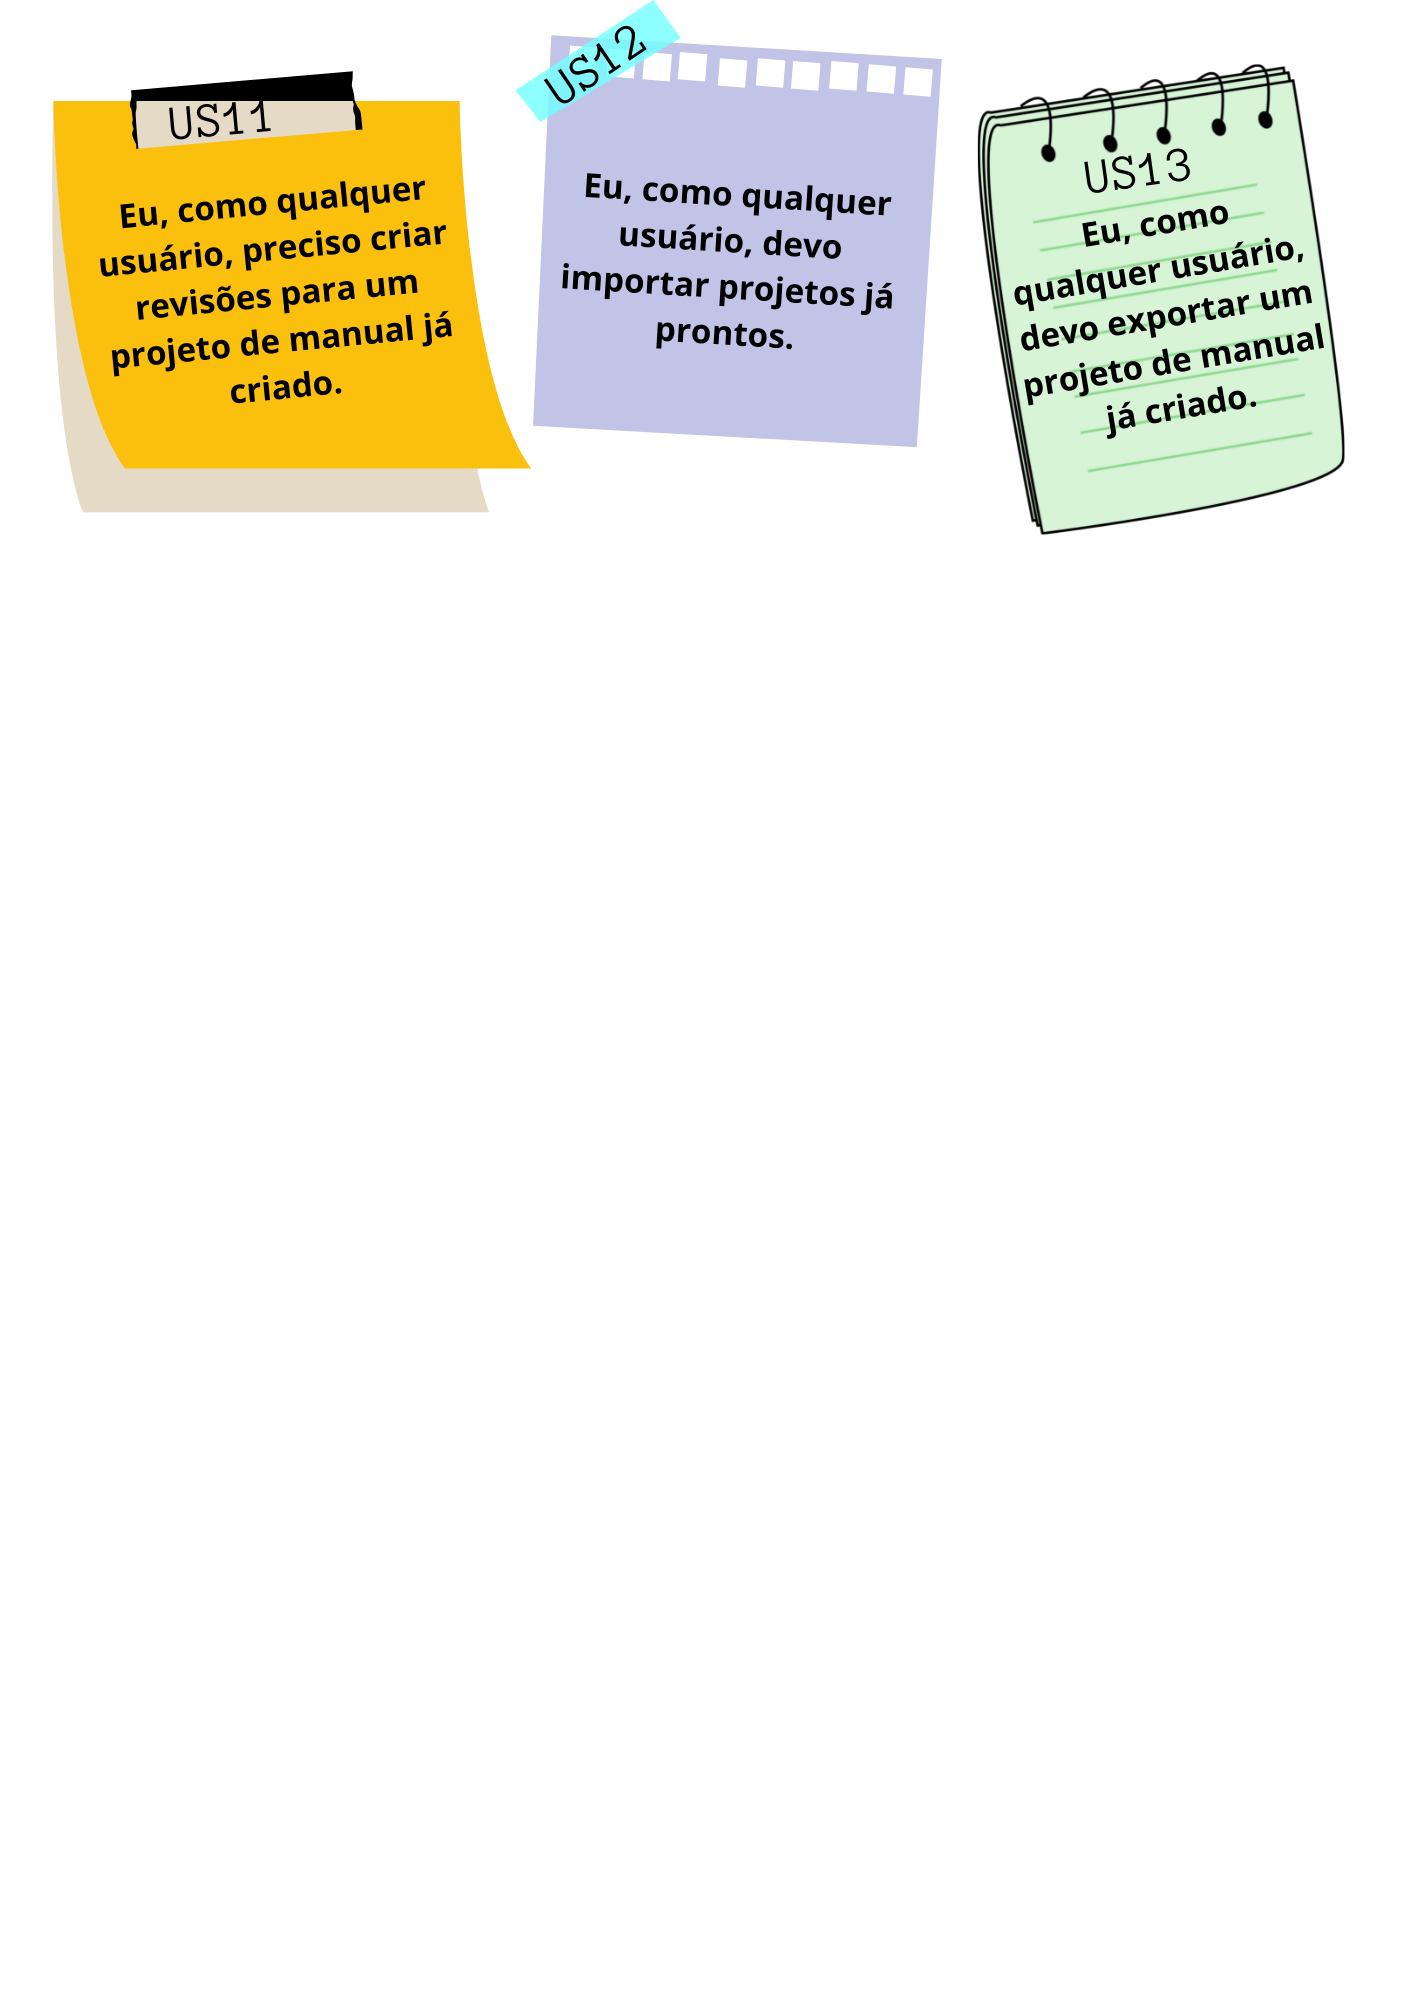 US11
Eu, como qualquer
usuário, preciso criar
revisões para um
projeto de manual já
criado.
US12
Eu, como qualquer
usuário, devo
importar projetos já
prontos.
US13
Eu, como
qualquer usuário,
devo exportar um
projeto de manual
já criado.